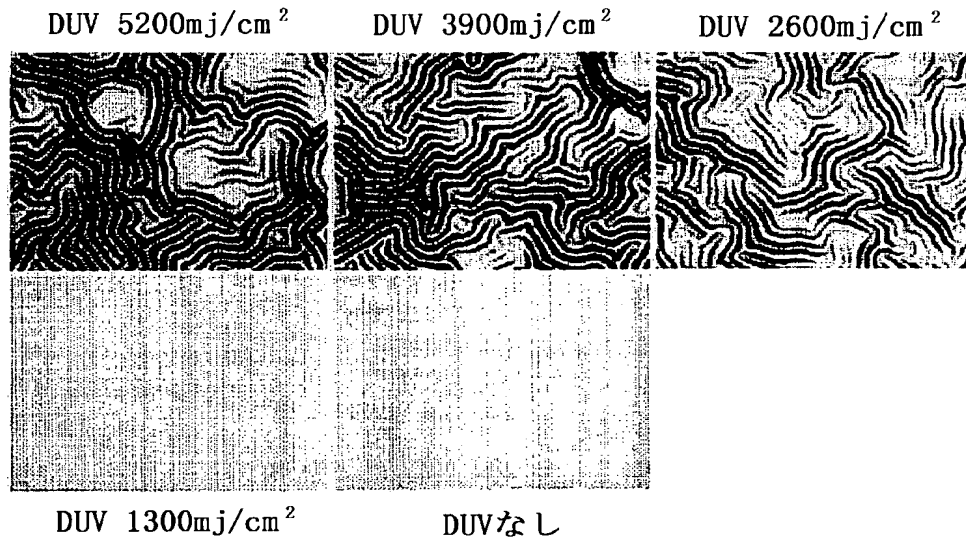 DUV 5200mj/cm²
DUV 3900mj/cm²
DUV 2600mj/cm²
DUV 1300mj/cm²
DUVなし